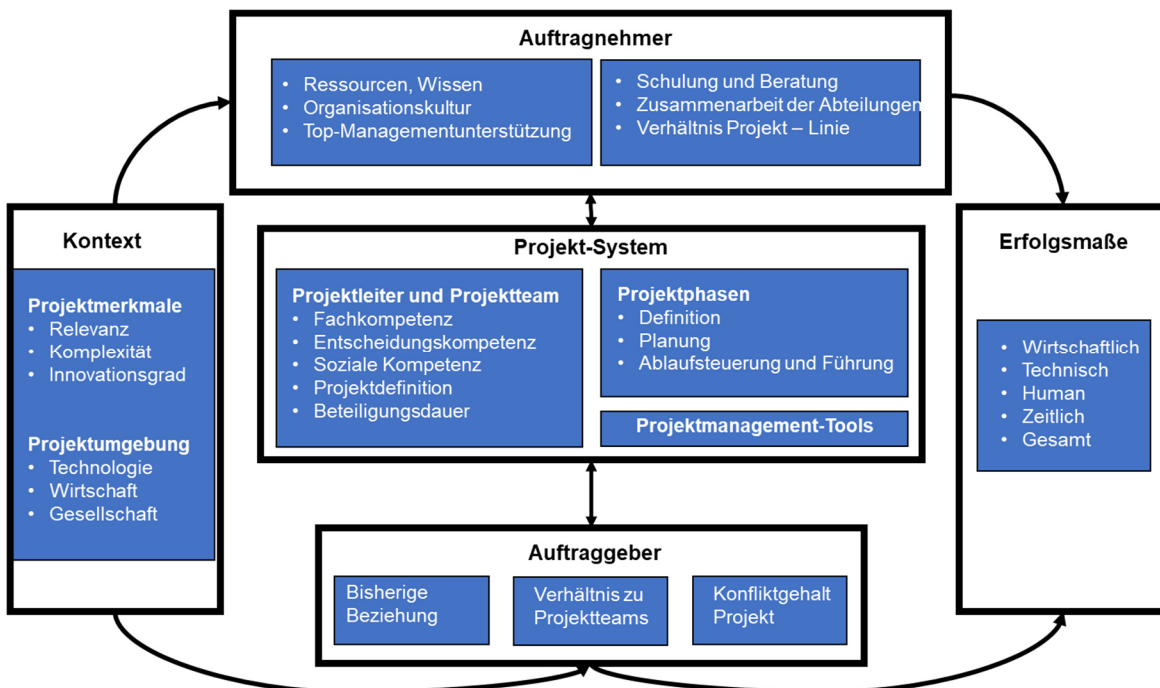 Auftragnehmer
• Ressourcen, Wissen
• Organisationskultur
• Top-Managementunterstützung
• Schulung und Beratung
• Zusammenarbeit der Abteilungen
• Verhältnis Projekt – Linie
Kontext
Projektmerkmale
• Relevanz
• Komplexität
• Innovationsgrad
Projektumgebung
• Technologie
• Wirtschaft
• Gesellschaft
Projekt-System
Projektleiter und Projektteam
• Fachkompetenz
• Entscheidungskompetenz
• Soziale Kompetenz
• Projektdefinition
• Beteiligungsdauer
Projektphasen
• Definition
• Planung
• Ablaufsteuerung und Führung
Projektmanagement-Tools
Auftraggeber
Bisherige
Beziehung
Verhältnis zu
Projektteams
Konfliktgehalt
Projekt
Erfolgsmaße
• Wirtschaftlich
• Technisch
• Human
• Zeitlich
• Gesamt